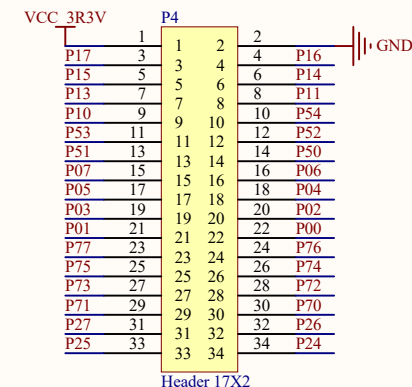 VCC_3R3V P4
1 1 2 2 GND
P17 3 3 4 4 P16
P15 5 5 6 6 P14
P13 7 7 8 8 P11
P10 9 9 10 10 P54
P53 11 11 12 12 P52
P51 13 13 14 14 P50
P07 15 15 16 16 P06
P05 17 17 18 18 P04
P03 19 19 20 20 P02
P01 21 21 22 22 P00
P77 23 23 24 24 P76
P75 25 25 26 26 P74
P73 27 27 28 28 P72
P71 29 29 30 30 P70
P27 31 31 32 32 P26
P25 33 33 34 34 P24
Header 17X2